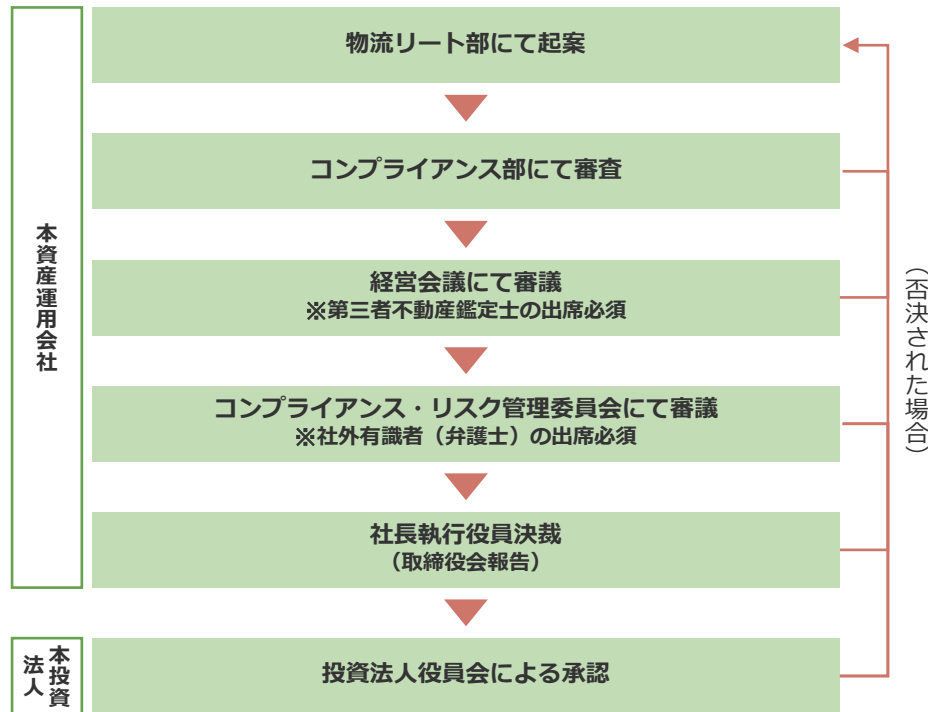 本資産運用会社
物流リート部にて起案
コンプライアンス部にて審査
経営会議にて審議
※第三者不動産鑑定士の出席必須
コンプライアンス・リスク管理委員会にて審議
※社外有識者（弁護士）の出席必須
社長執行役員決裁
（取締役会報告）
本投資
法人
投資法人役員会による承認
（否決された場合）